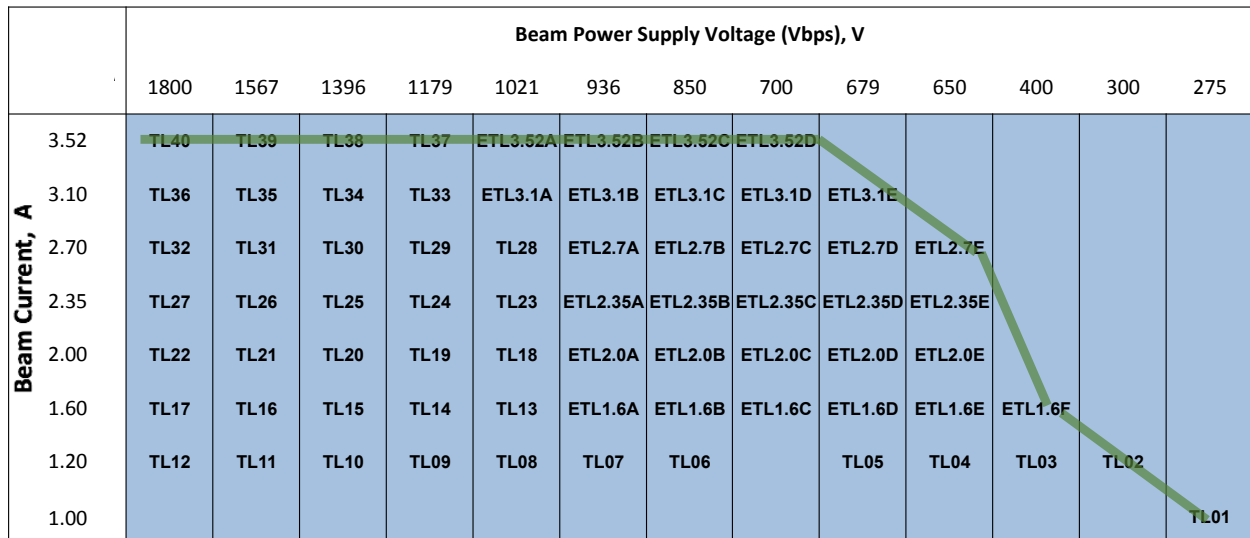 Beam Power Supply Voltage (Vbps), V
1800 1567 1396 1179 1021 936 850 700 679 650 400 300 275
Beam Current, A
3.52 TL40 TL39 TL38 TL37 ETL3.52A ETL3.52B ETL3.52C ETL3.52D
3.10 TL36 TL35 TL34 TL33 ETL3.1A ETL3.1B ETL3.1C ETL3.1D ETL3.1E
2.70 TL32 TL31 TL30 TL29 TL28 ETL2.7A ETL2.7B ETL2.7C ETL2.7D ETL2.7E
2.35 TL27 TL26 TL25 TL24 TL23 ETL2.35A ETL2.35B ETL2.35C ETL2.35D ETL2.35E
2.00 TL22 TL21 TL20 TL19 TL18 ETL2.0A ETL2.0B ETL2.0C ETL2.0D ETL2.0E
1.60 TL17 TL16 TL15 TL14 TL13 ETL1.6A ETL1.6B ETL1.6C ETL1.6D ETL1.6E ETL1.6F
1.20 TL12 TL11 TL10 TL09 TL08 TL07 TL06 TL05 TL04 TL03 TL02
1.00 TL01